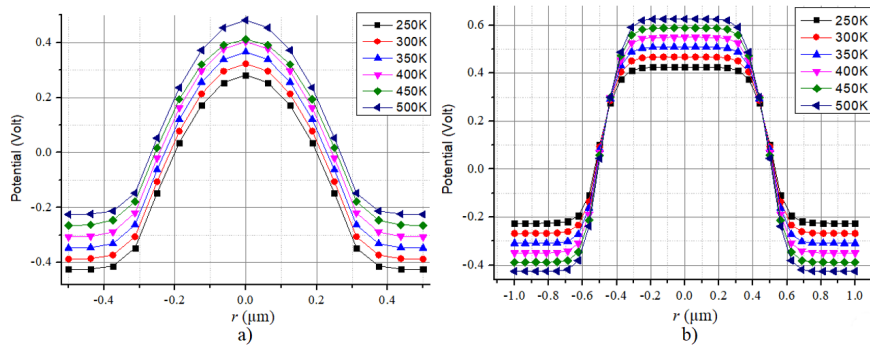 0.4
0.2
0.0
-0.2
-0.4
Potential (Volt)
-0.4 -0.2 0.0 0.2 0.4
r (µm)
250K
300K
350K
400K
450K
500K
a)
0.6
0.4
0.2
0.0
-0.2
-0.4
Potential (Volt)
-1.0 -0.8 -0.6 -0.4 -0.2 0.0 0.2 0.4 0.6 0.8 1.0
r (µm)
250K
300K
350K
400K
450K
500K
b)